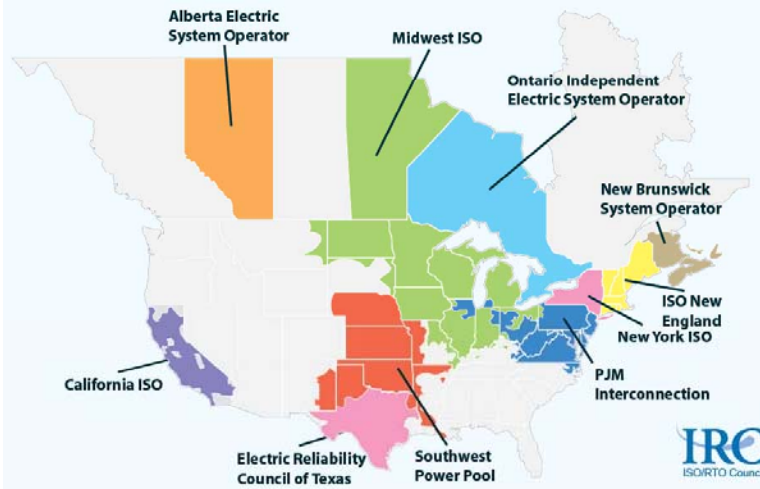 Alberta Electric
System Operator
Midwest ISO
Ontario Independent
Electric System Operator
New Brunswick
System Operator
ISO New
England
New York ISO
PJM
Interconnection
California ISO
Electric Reliability
Council of Texas
Southwest
Power Pool
IRC
ISO/RTO Counc